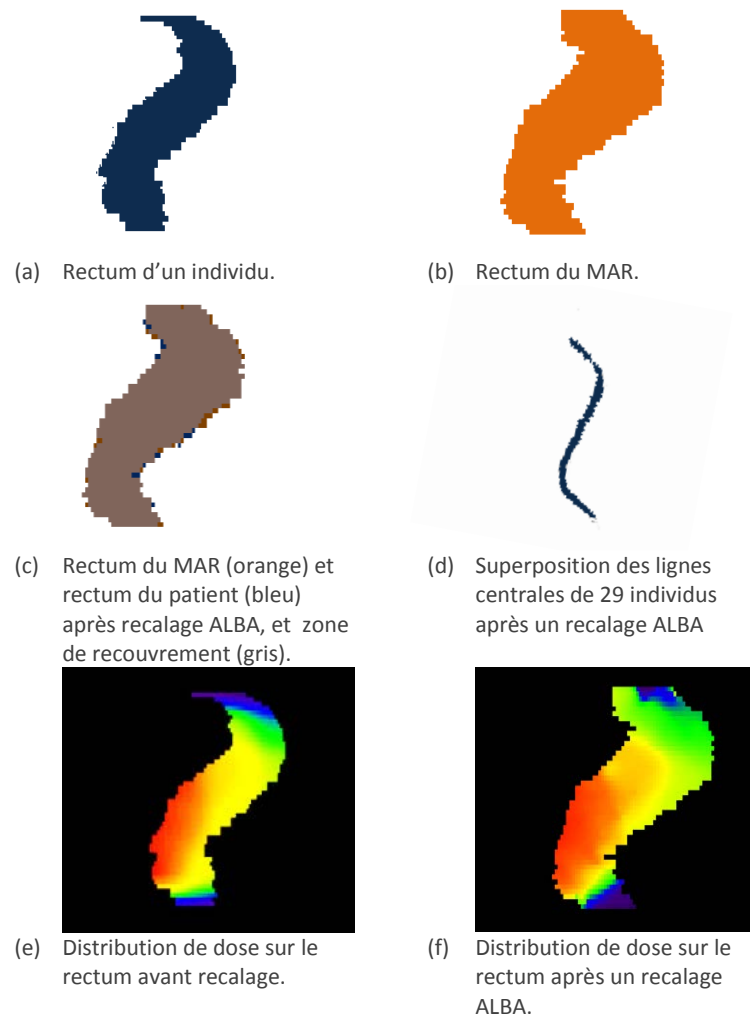 (a) Rectum d'un individu.
(b) Rectum du MAR.
(c) Rectum du MAR (orange) et
rectum du patient (bleu)
après recalage ALBA, et zone
de recouvrement (gris).
(d) Superposition des lignes
centrales de 29 individus
après un recalage ALBA
(e) Distribution de dose sur le
rectum avant recalage.
(f) Distribution de dose sur le
rectum après un recalage
ALBA.